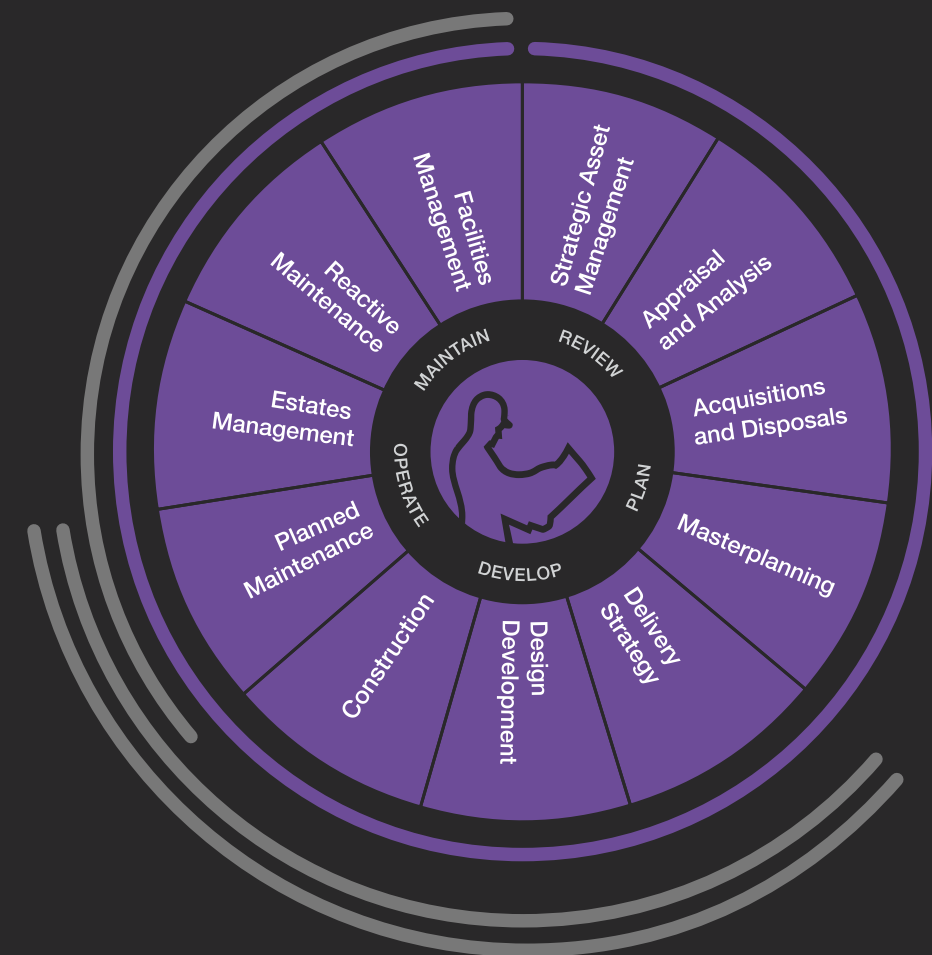 Strategic Asset
Management
Appraisal
and Analysis
Acquisitions
and Disposals
Masterplanning
Delivery
Strategy
Design
Development
Construction
Planned
Maintenance
Estates
Management
Reactive
Maintenance
Facilities
Management
REVIEW
PLAN
DEVELOP
OPERATE
MAINTAIN